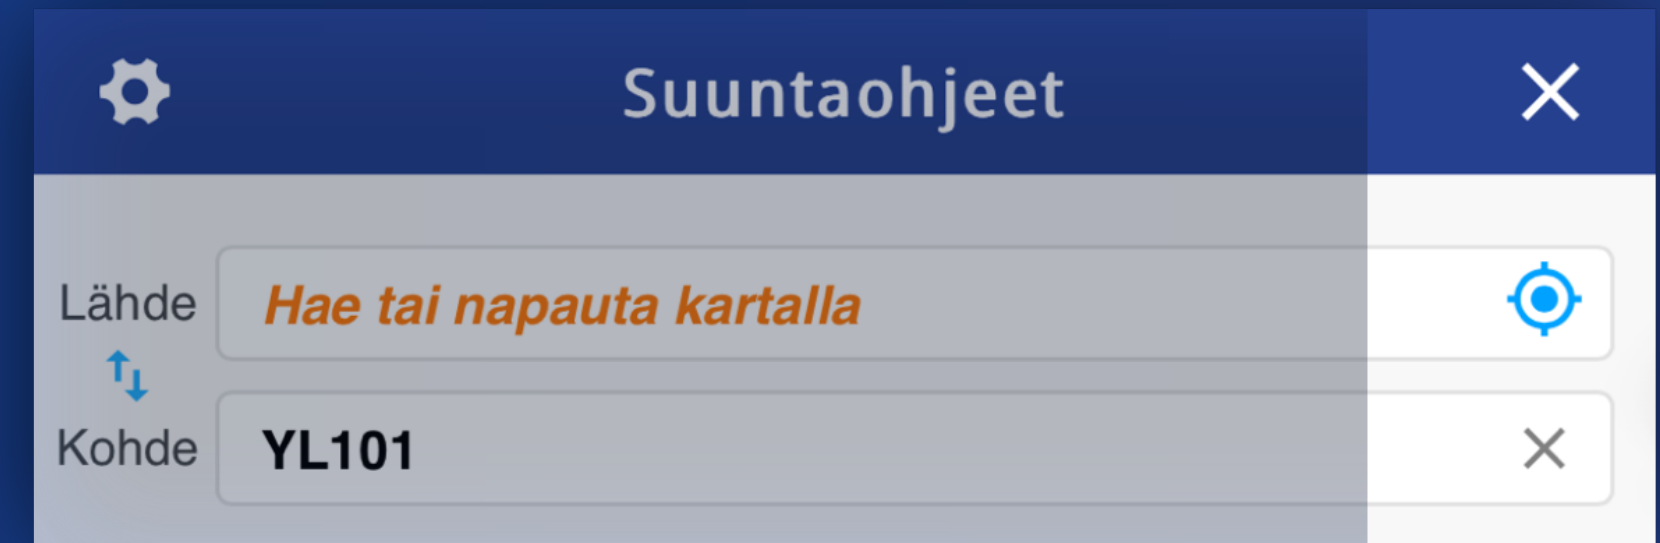 Suuntaohjeet
Lähde
Hae tai napauta kartalla
Kohde
YL101